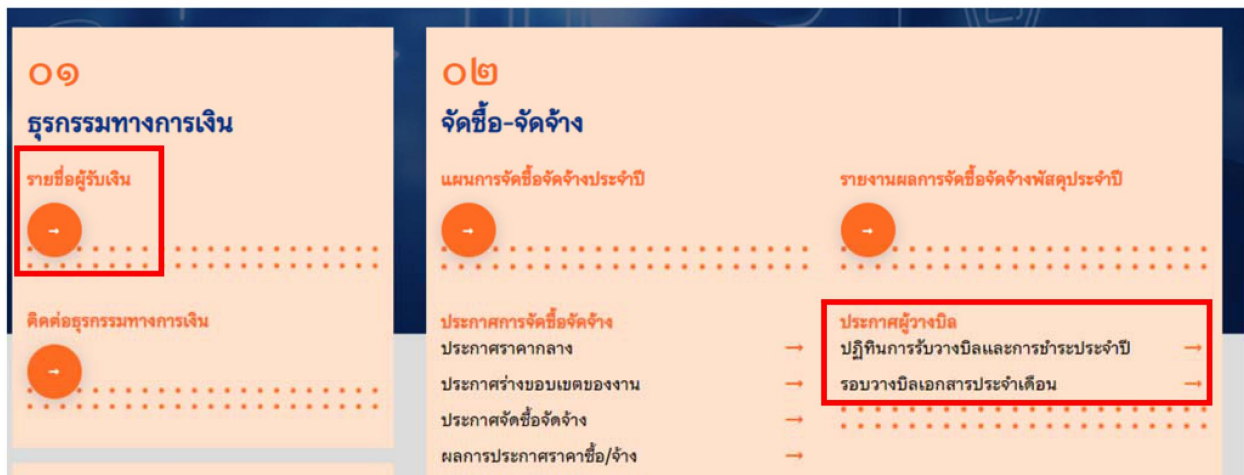 ๐๑
ธุรกรรมทางการเงิน
รายชื่อผู้รับเงิน
ติดต่อธุรกรรมทางการเงิน
๐๒
จัดซื้อ-จัดจ้าง
แผนการจัดซื้อจัดจ้างประจำปี
รายงานผลการจัดซื้อจัดจ้างพัสดุประจำปี
ประกาศการจัดซื้อจัดจ้าง
ประกาศราคากลาง
ประกาศร่างขอบเขตของงาน
ประกาศจัดซื้อจัดจ้าง
ผลการประกาศราคาซื้อ/จ้าง
ประกาศผู้วางบิล
ปฏิทินการรับวางบิลและการชำระประจำปี
รอบวางบิลเอกสารประจำเดือน